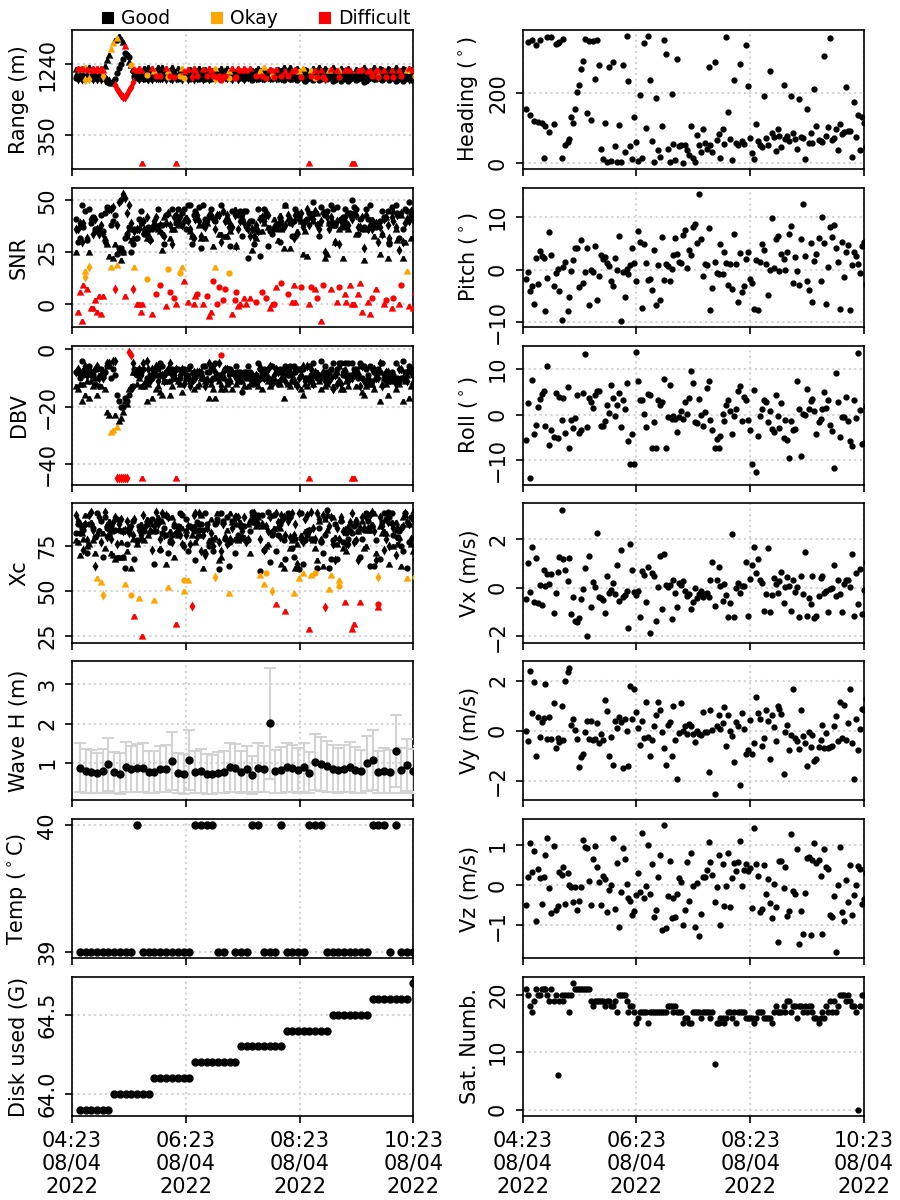 Good Okay Difficult
Range (m) 1240 350
Heading (°) 200 0
SNR 50 25 0
Pitch (°) 10 0 −10
DBV 0 −20 −40
Roll (°) 10 0 −10
Xc 75 50 25
Vx (m/s) 2 0 −2
Wave H (m) 3 2 1
Vy (m/s) 2 0 −2
Temp (°C) 40 39
Vz (m/s) 1 0 −1
Disk used (G) 64.5 64.0
Sat. Numb. 20 10 0
04:23 06:23 08:23 10:23 04:23 06:23 08:23 10:23
08/04 08/04 08/04 08/04 08/04 08/04 08/04 08/04
2022 2022 2022 2022 2022 2022 2022 2022